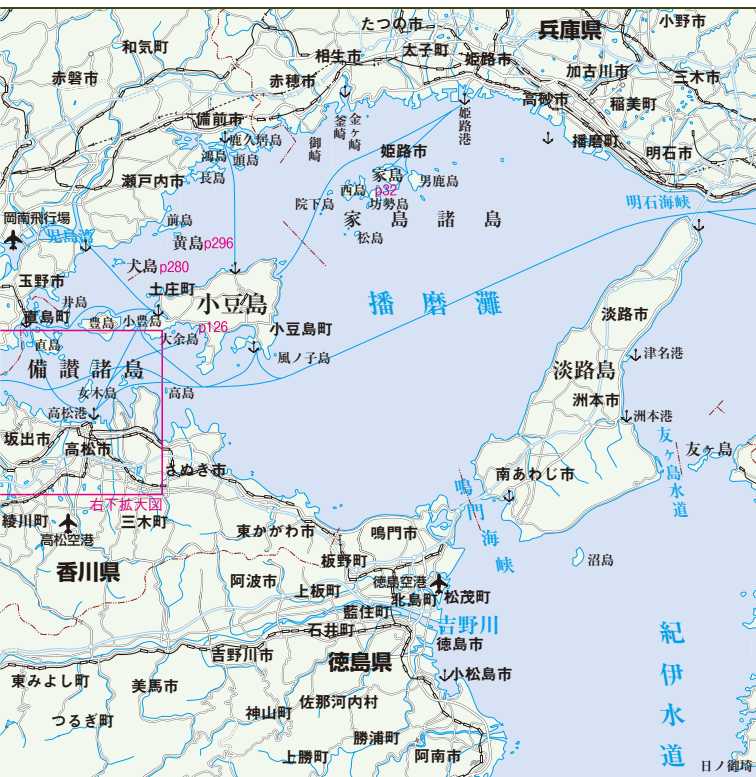 たつの市
兵庫県
小野市
和気町
相生市
太子町
姫路市
赤磐市
赤穂市
加古川市
三木市
高砂市
稲美町
備前市
金ヶ崎
釜崎
御崎
姫路港
鹿久居島
鴻島
頭島
長島
姫路市
播磨町
明石市
瀬戸内市
家島
西島
p32
男鹿島
院下島
坊勢島
明石海峡
岡南飛行場
前島
家島諸島
児島湾
黄島p296
松島
犬島p280
玉野市
土庄町
小豆島
播磨灘
井島
直島町
豊島
小豊島
p126
小豆島町
淡路市
直島
大余島
風ノ子島
津名港
備讃諸島
淡路島
女木島
高島
洲本市
高松港
洲本港
坂出市
高松市
友ヶ島
友ヶ島水道
さぬき市
南あわじ市
鳴門海峡
右下拡大図
綾川町
三木町
高松空港
東かがわ市
鳴門市
板野町
沼島
香川県
阿波市
上板町
徳島空港
北島町
松茂町
藍住町
石井町
吉野川
紀伊水道
徳島市
吉野川市
徳島県
小松島市
東みよし町
美馬市
佐那河内村
神山町
つるぎ町
勝浦町
上勝町
阿南市
日ノ御埼